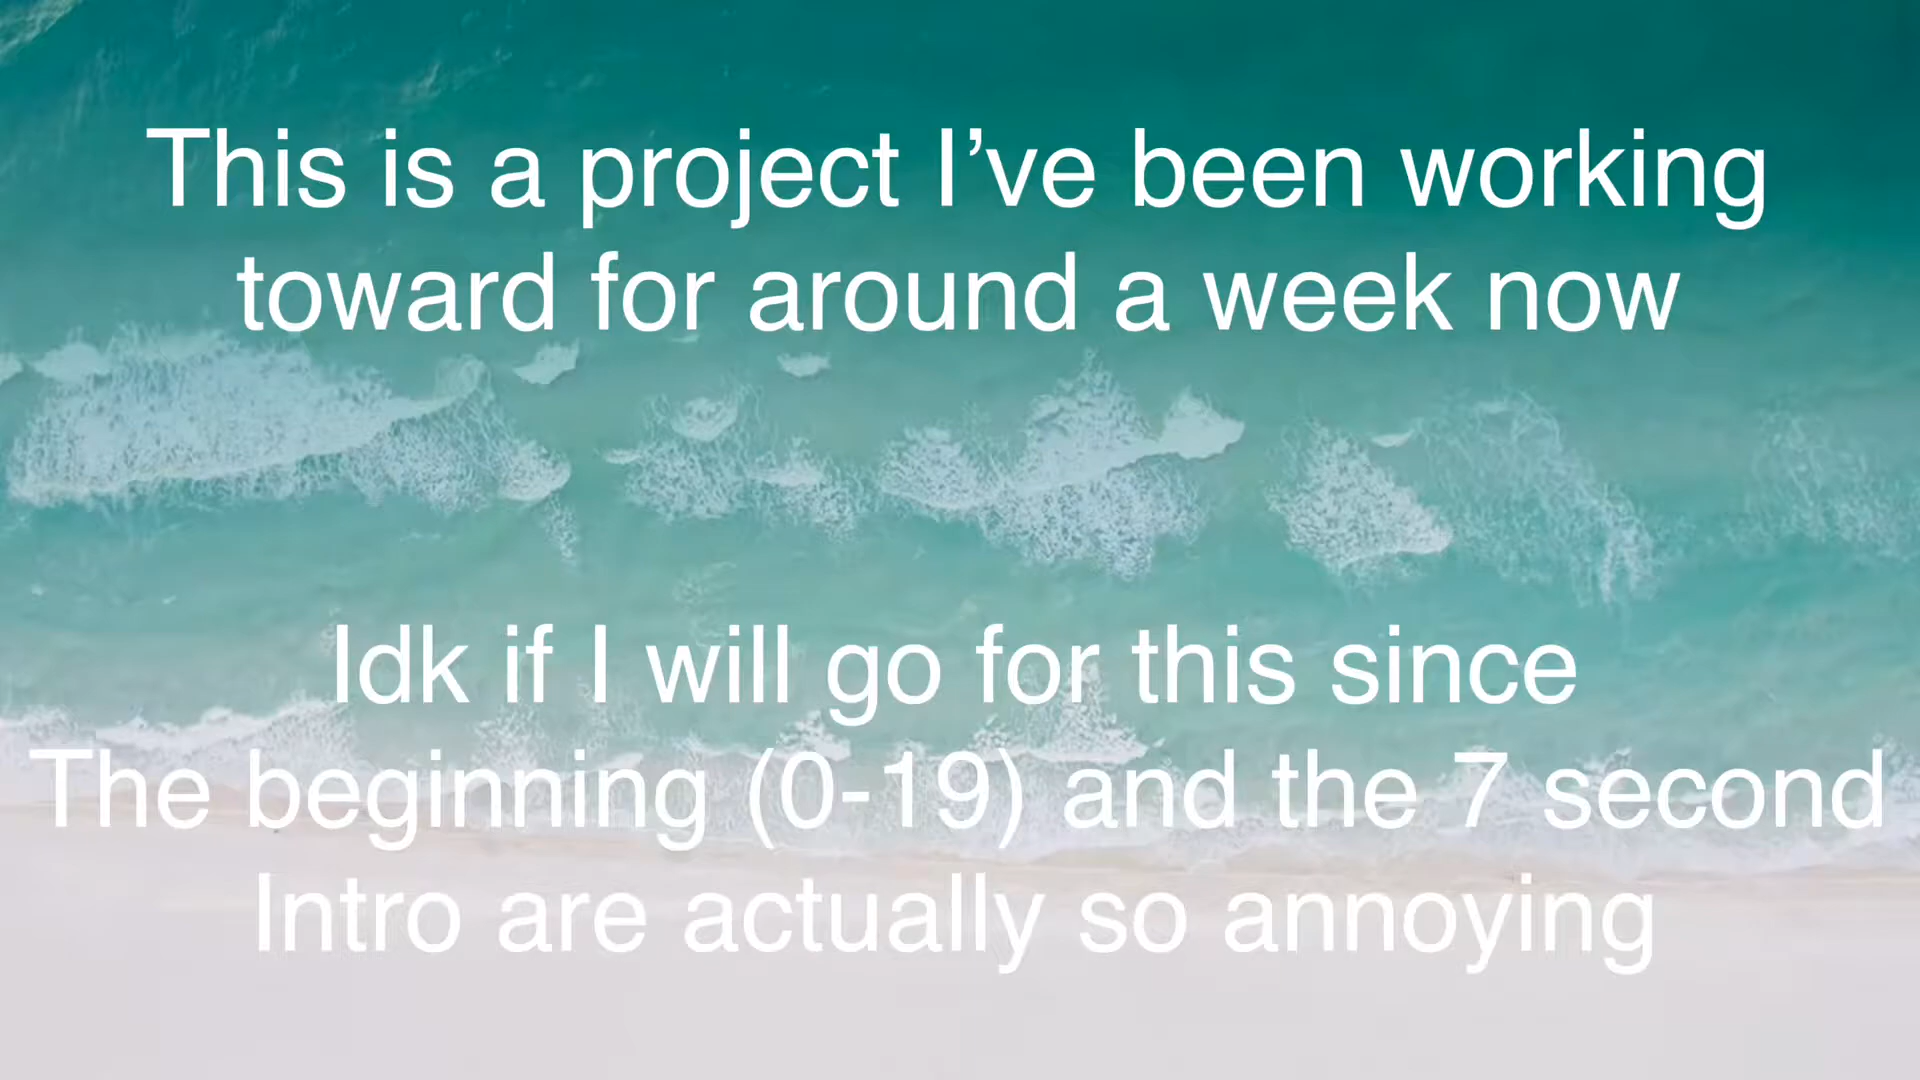 This is a project I’ve been working
toward for around a week now
Idk if I will go for this since
The beginning (0-19) and the 7 second
Intro are actually so annoying